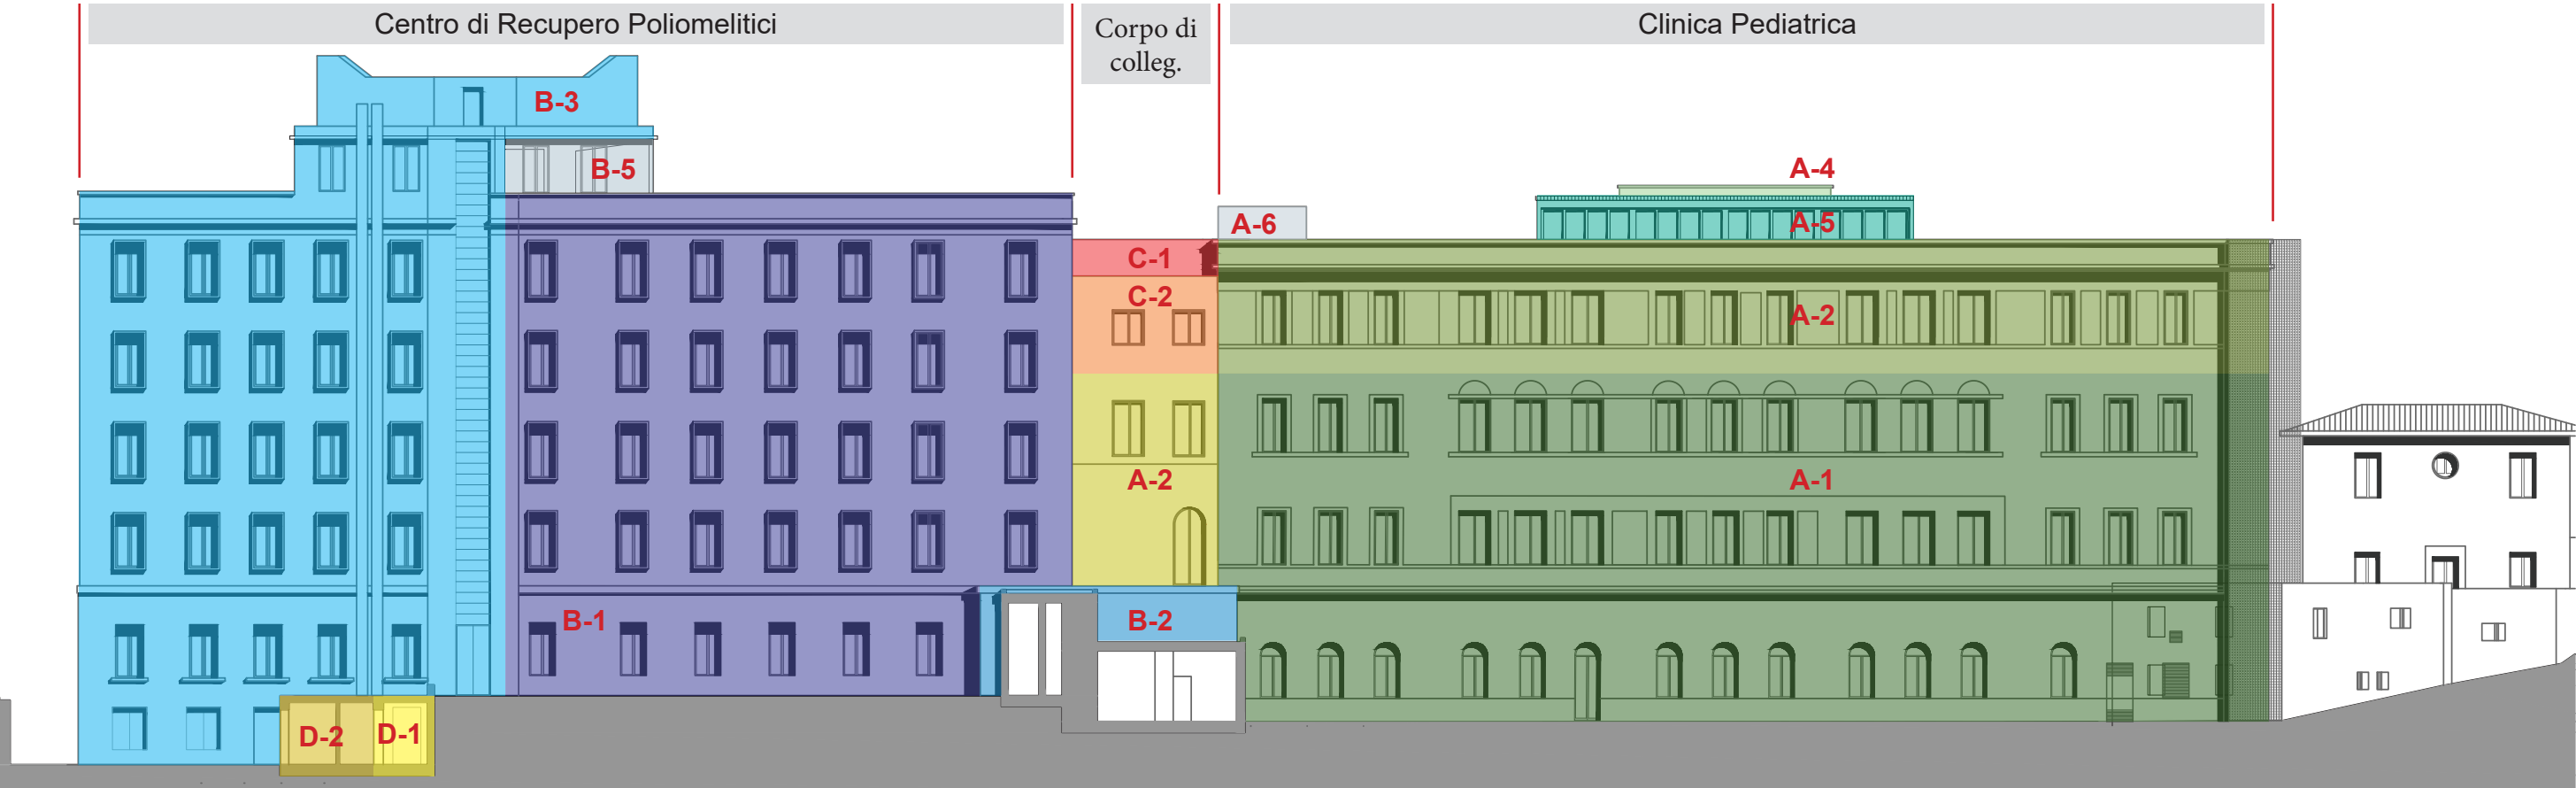 Centro di Recupero Poliomelitici
Corpo di
colleg.
Clinica Pediatrica
B-3
B-5
A-4
A-5
A-6
C-1
C-2
A-2
A-2
A-1
B-1
B-2
D-2
D-1